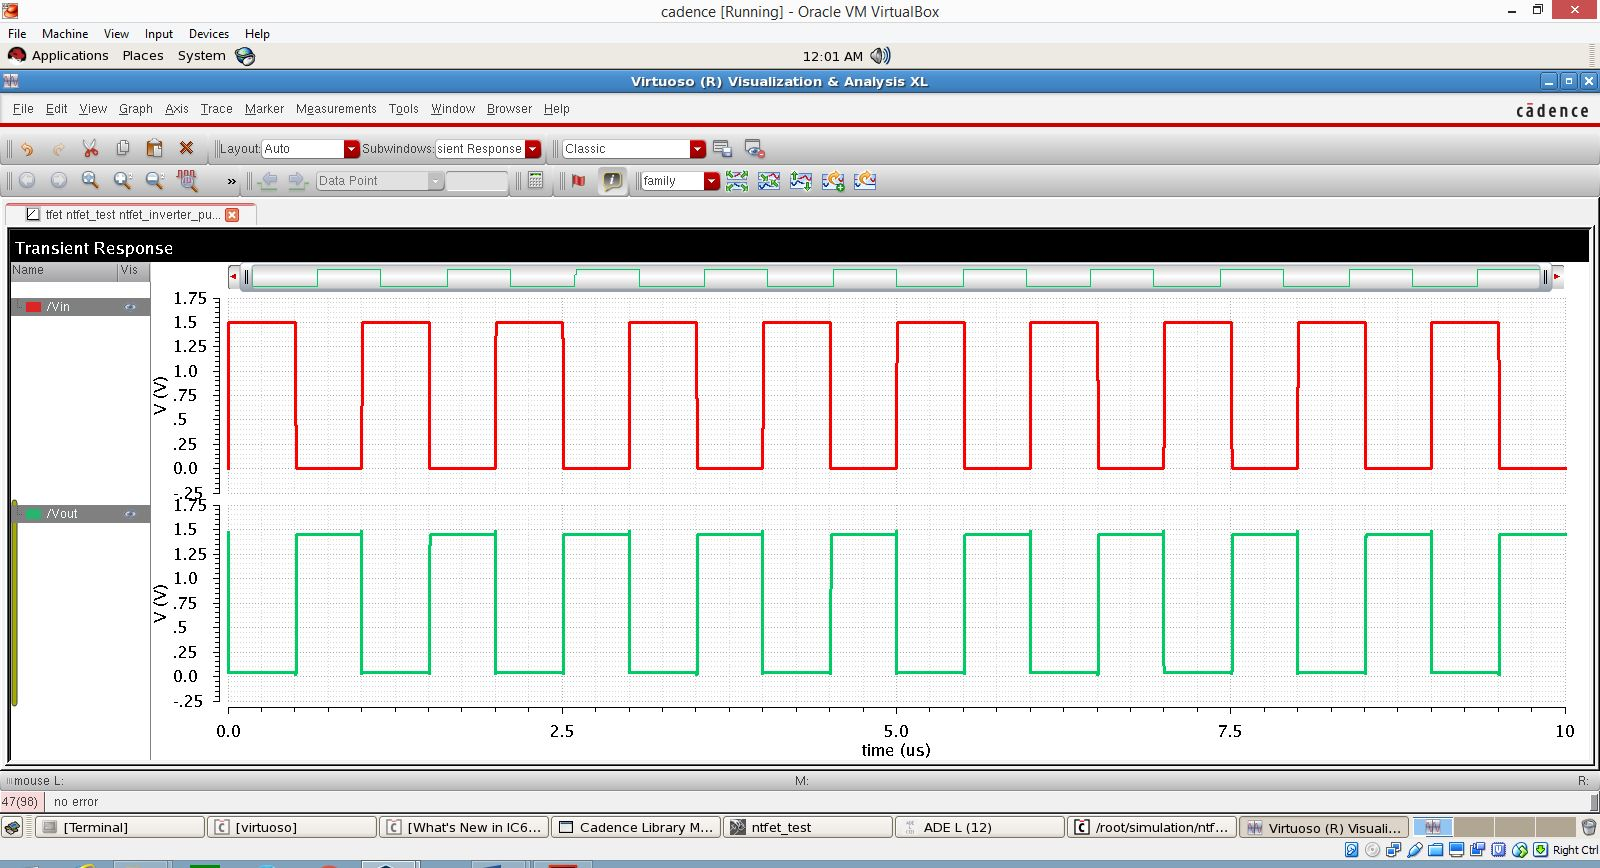 cadence [Running] - Oracle VM VirtualBox
File Machine View Input Devices Help
Applications Places System 12:01 AM
Virtuoso (R) Visualization & Analysis XL
File Edit View Graph Axis Trace Marker Measurements Tools Window Browser Help
cādence
Layout: Auto Subwindows: sient Response Classic
» Data Point family
tfet ntfet_test ntfet_inverter_pu...
Transient Response
Name Vis
/Vin
1.75
1.5
1.25
1.0
.75
.5
.25
0.0
-.25
V (V)
/Vout
1.75
1.5
1.25
1.0
.75
.5
.25
0.0
-.25
V (V)
0.0 2.5 5.0 7.5 10
time (us)
mouse L: M: R:
47(98) no error
[Terminal] [virtuoso] [What's New in IC6... Cadence Library M... ntfet_test ADE L (12) /root/simulation/ntf... Virtuoso (R) Visuali...
Right Ctrl